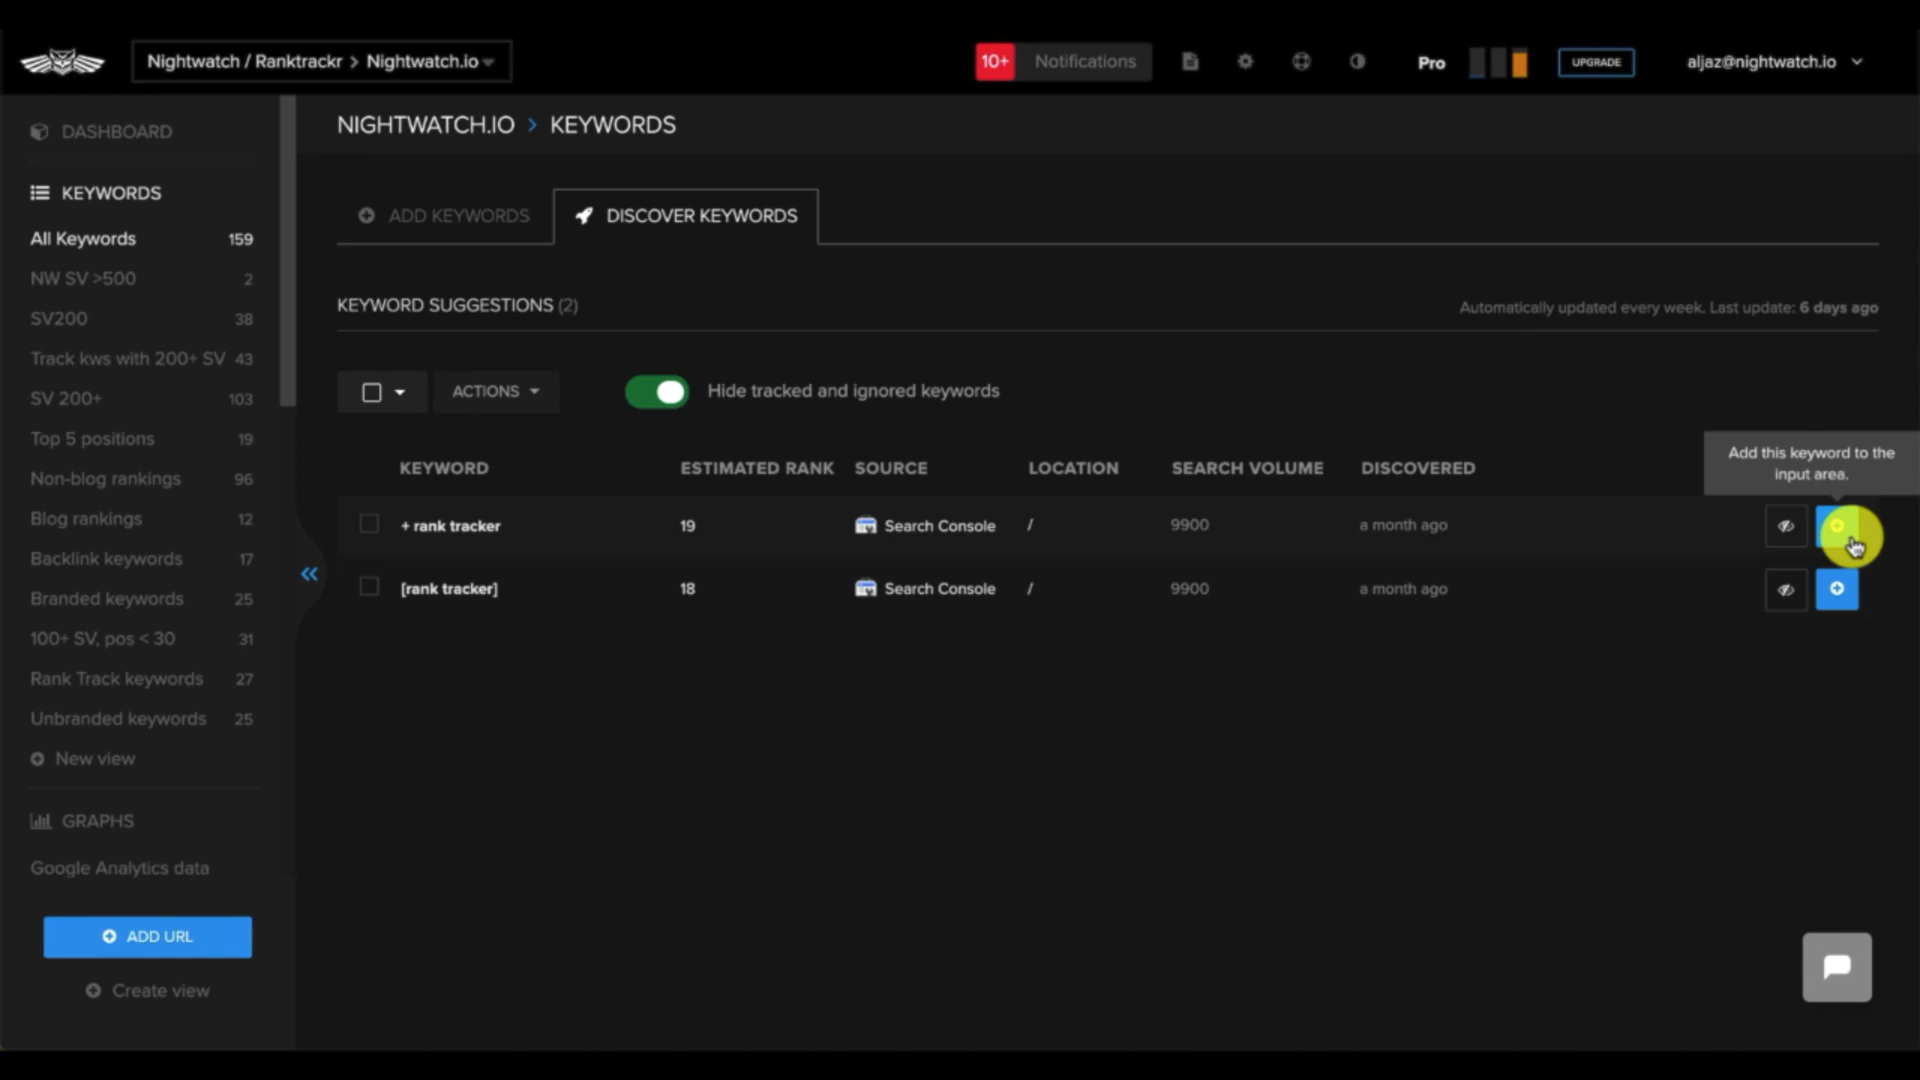 Nightwatch / Ranktrackr > Nightwatch.io
10+ Notifications
Pro
UPGRADE
aljaz@nightwatch.io
DASHBOARD
KEYWORDS
All Keywords 159
NW SV >500 2
SV200 38
Track kws with 200+ SV 43
SV 200+ 103
Top 5 positions 19
Non-blog rankings 96
Blog rankings 12
Backlink keywords 17
Branded keywords 25
100+ SV, pos < 30 31
Rank Track keywords 27
Unbranded keywords 25
New view
GRAPHS
Google Analytics data
ADD URL
Create view
NIGHTWATCH.IO > KEYWORDS
ADD KEYWORDS
DISCOVER KEYWORDS
KEYWORD SUGGESTIONS (2)
Automatically updated every week. Last update: 6 days ago
ACTIONS
Hide tracked and ignored keywords
Add this keyword to the
input area.
KEYWORD ESTIMATED RANK SOURCE LOCATION SEARCH VOLUME DISCOVERED
+ rank tracker 19 Search Console / 9900 a month ago
[rank tracker] 18 Search Console / 9900 a month ago